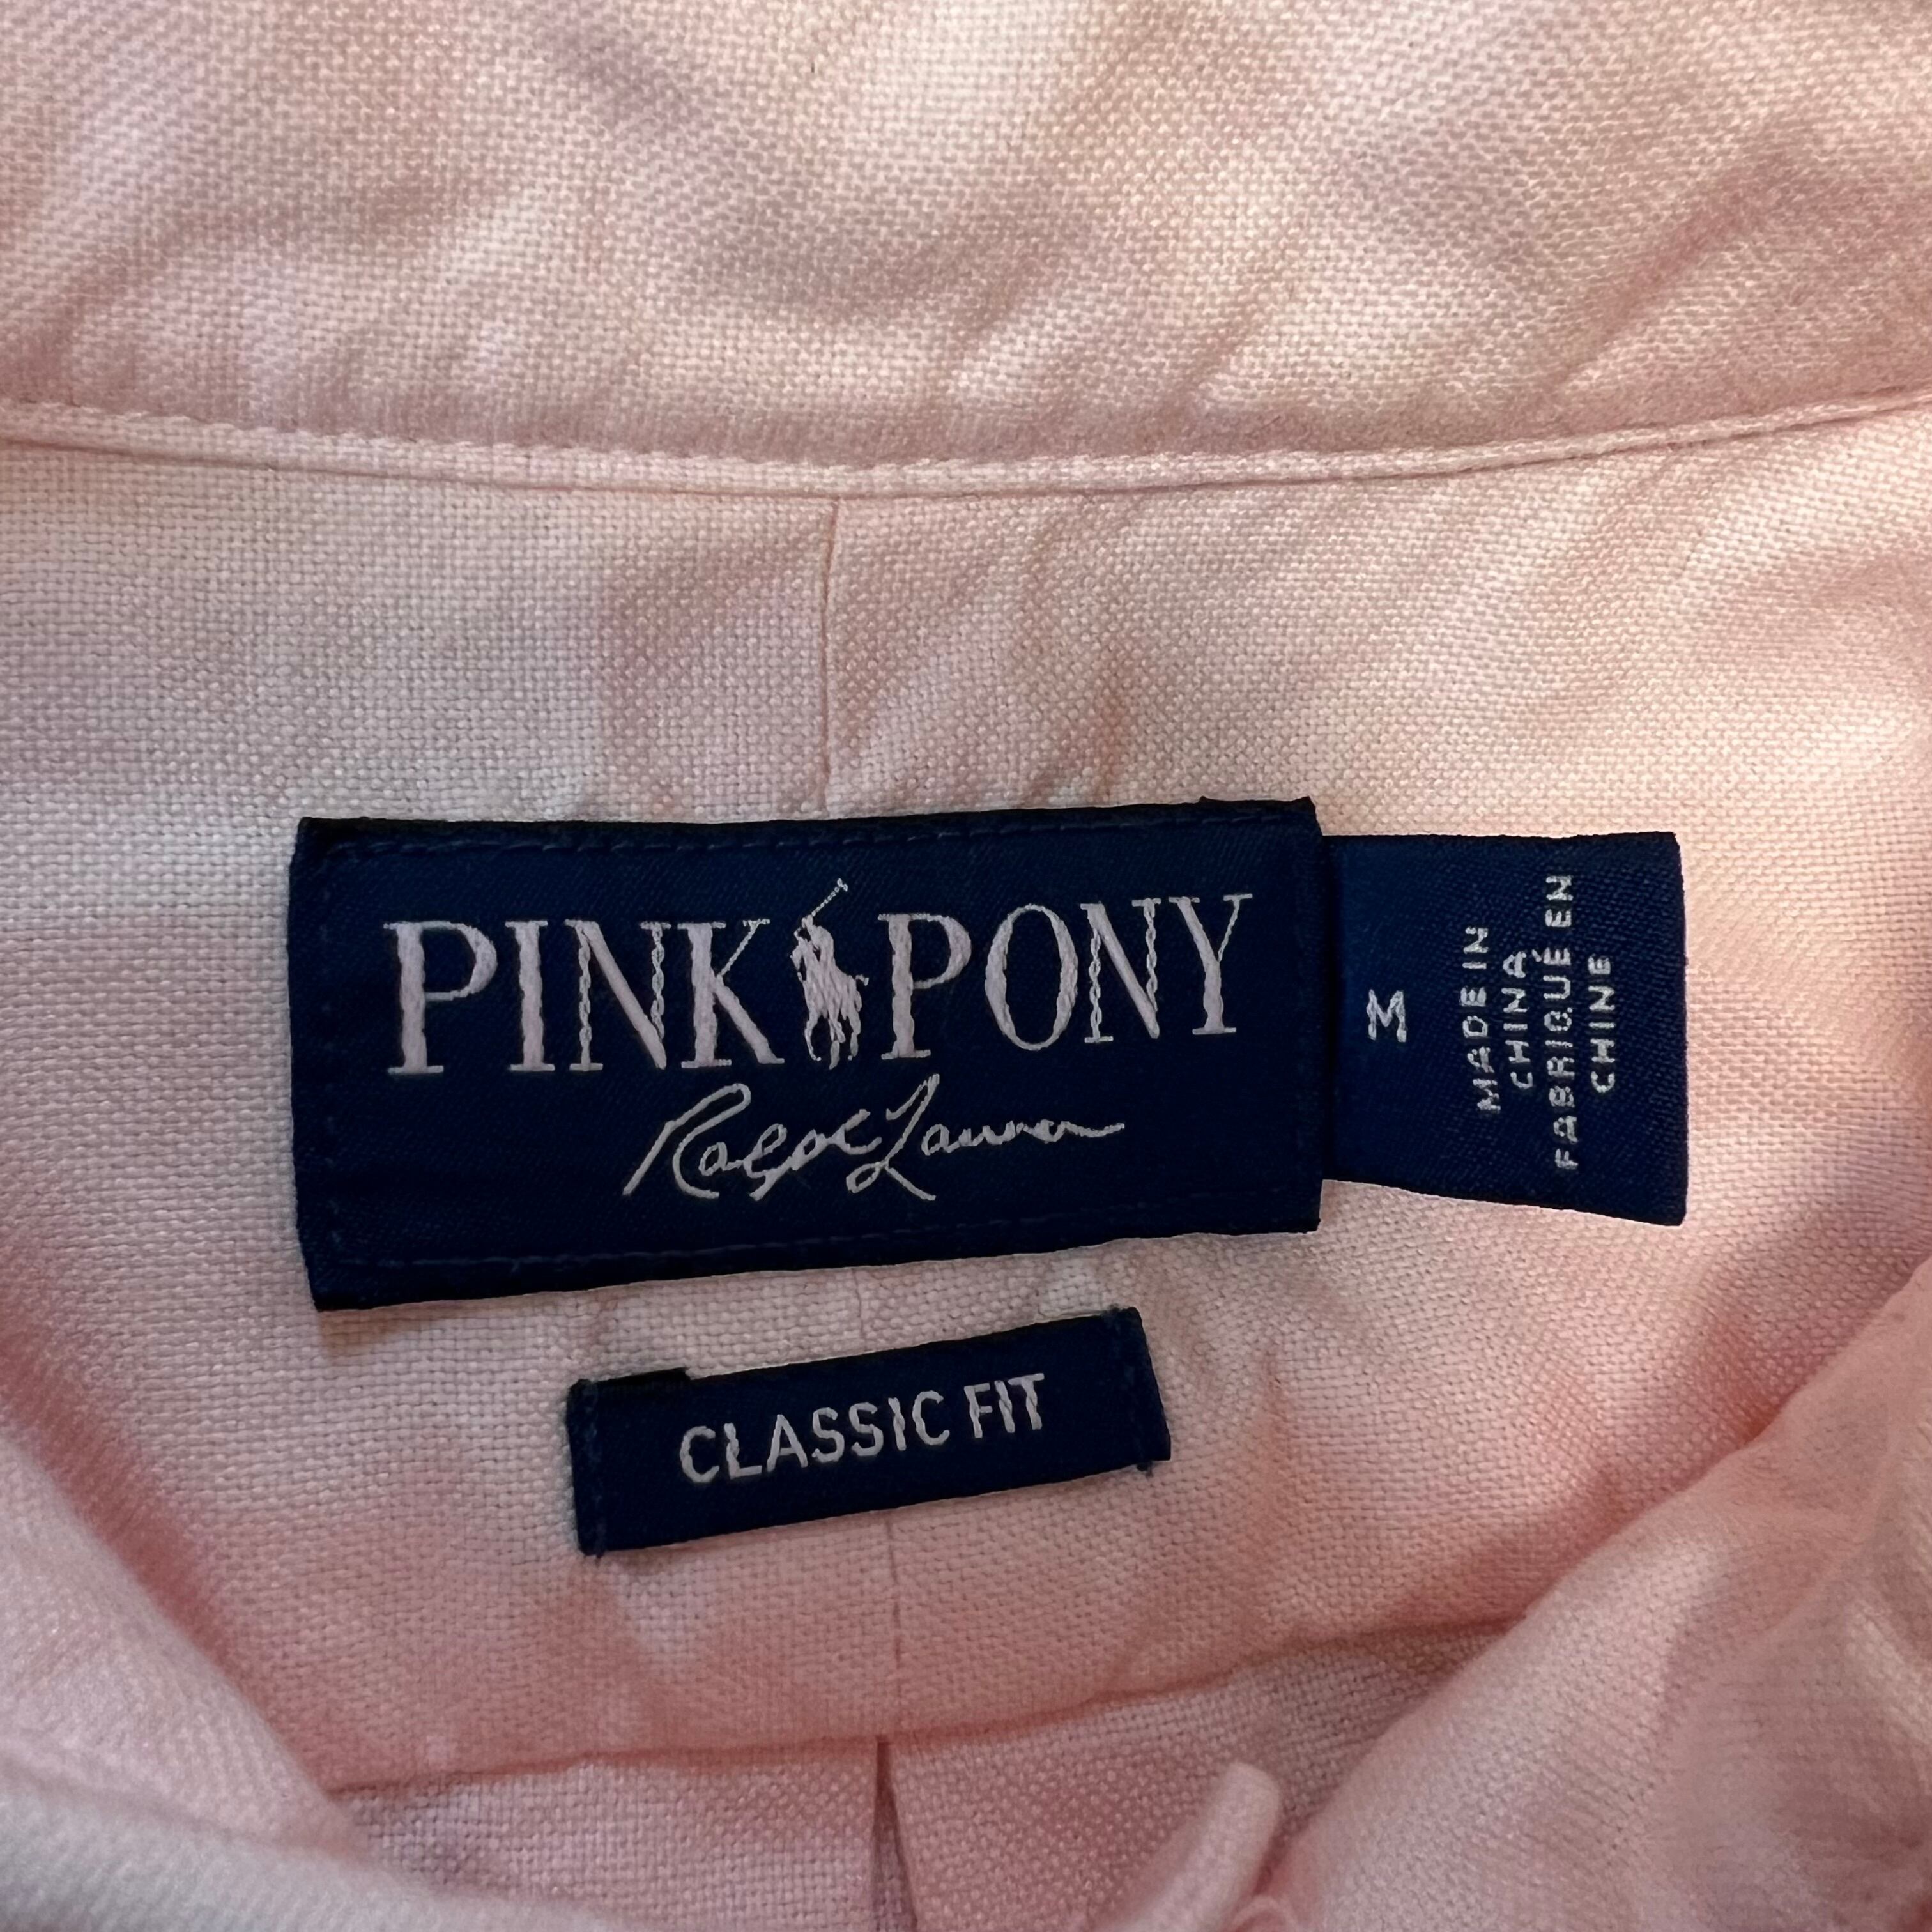 PINK PONY
Ralph Lauren
M
MADE IN
CHINA
FABRIQUÉ EN
CHINE
CLASSIC FIT